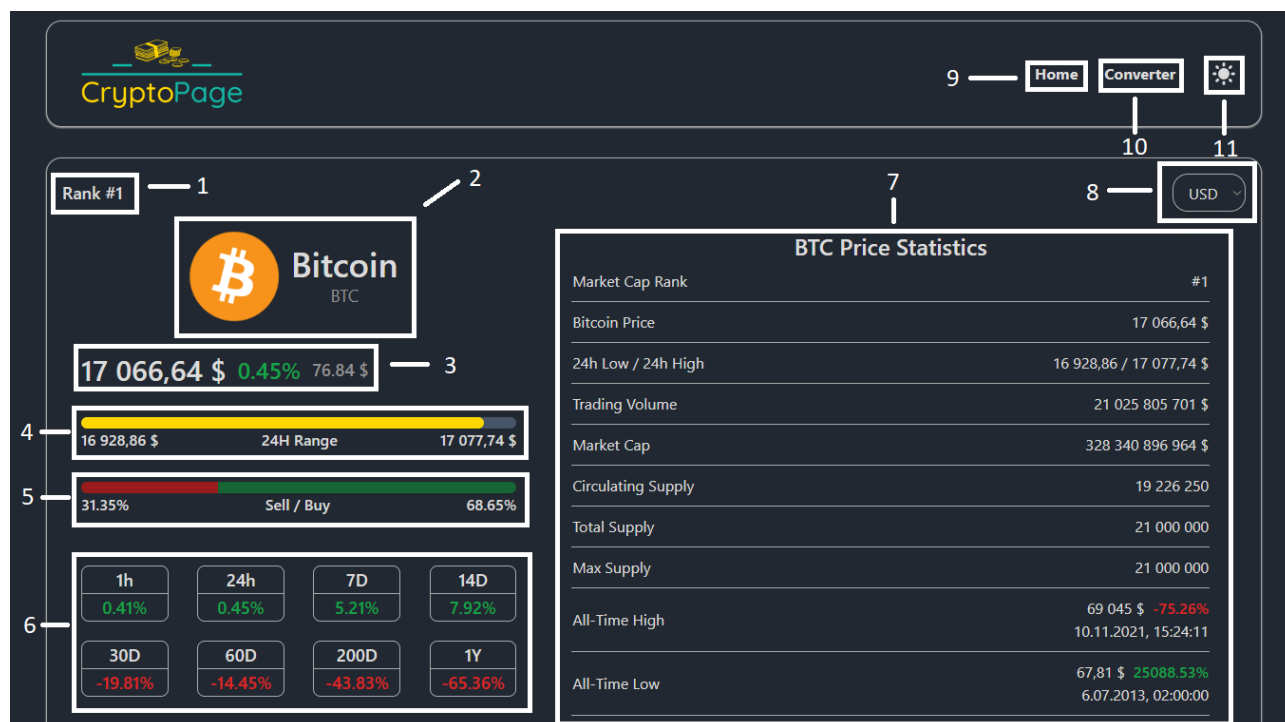 CryptoPage
9
Home
Converter
10
11
Rank #1
1
2
7
8
USD
Bitcoin
BTC
17 066,64 $ 0.45% 76.84 $
3
4
16 928,86 $ 24H Range 17 077,74 $
5
31.35% Sell / Buy 68.65%
6
1h 24h 7D 14D
0.41% 0.45% 5.21% 7.92%
30D 60D 200D 1Y
-19.81% -14.45% -43.83% -65.36%
BTC Price Statistics
Market Cap Rank #1
Bitcoin Price 17 066,64 $
24h Low / 24h High 16 928,86 / 17 077,74 $
Trading Volume 21 025 805 701 $
Market Cap 328 340 896 964 $
Circulating Supply 19 226 250
Total Supply 21 000 000
Max Supply 21 000 000
All-Time High 69 045 $ -75.26%
10.11.2021, 15:24:11
All-Time Low 67,81 $ 25088.53%
6.07.2013, 02:00:00